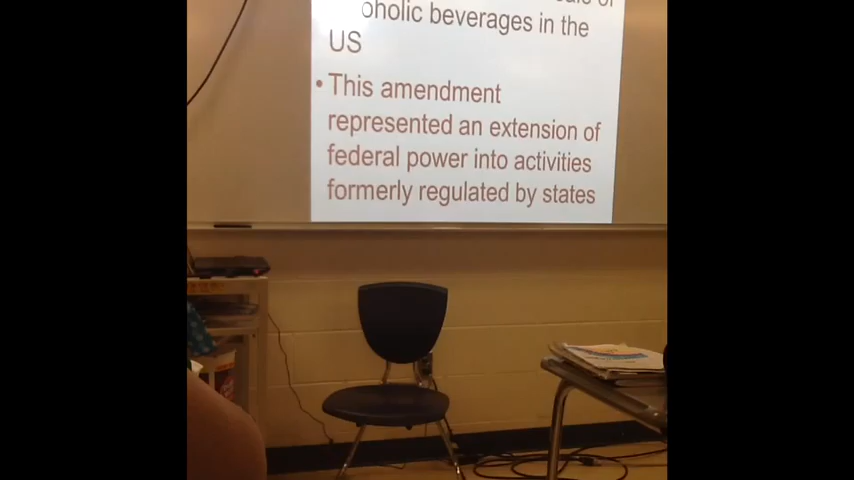 of
oholic beverages in the
US
• This amendment
represented an extension of
federal power into activities
formerly regulated by states